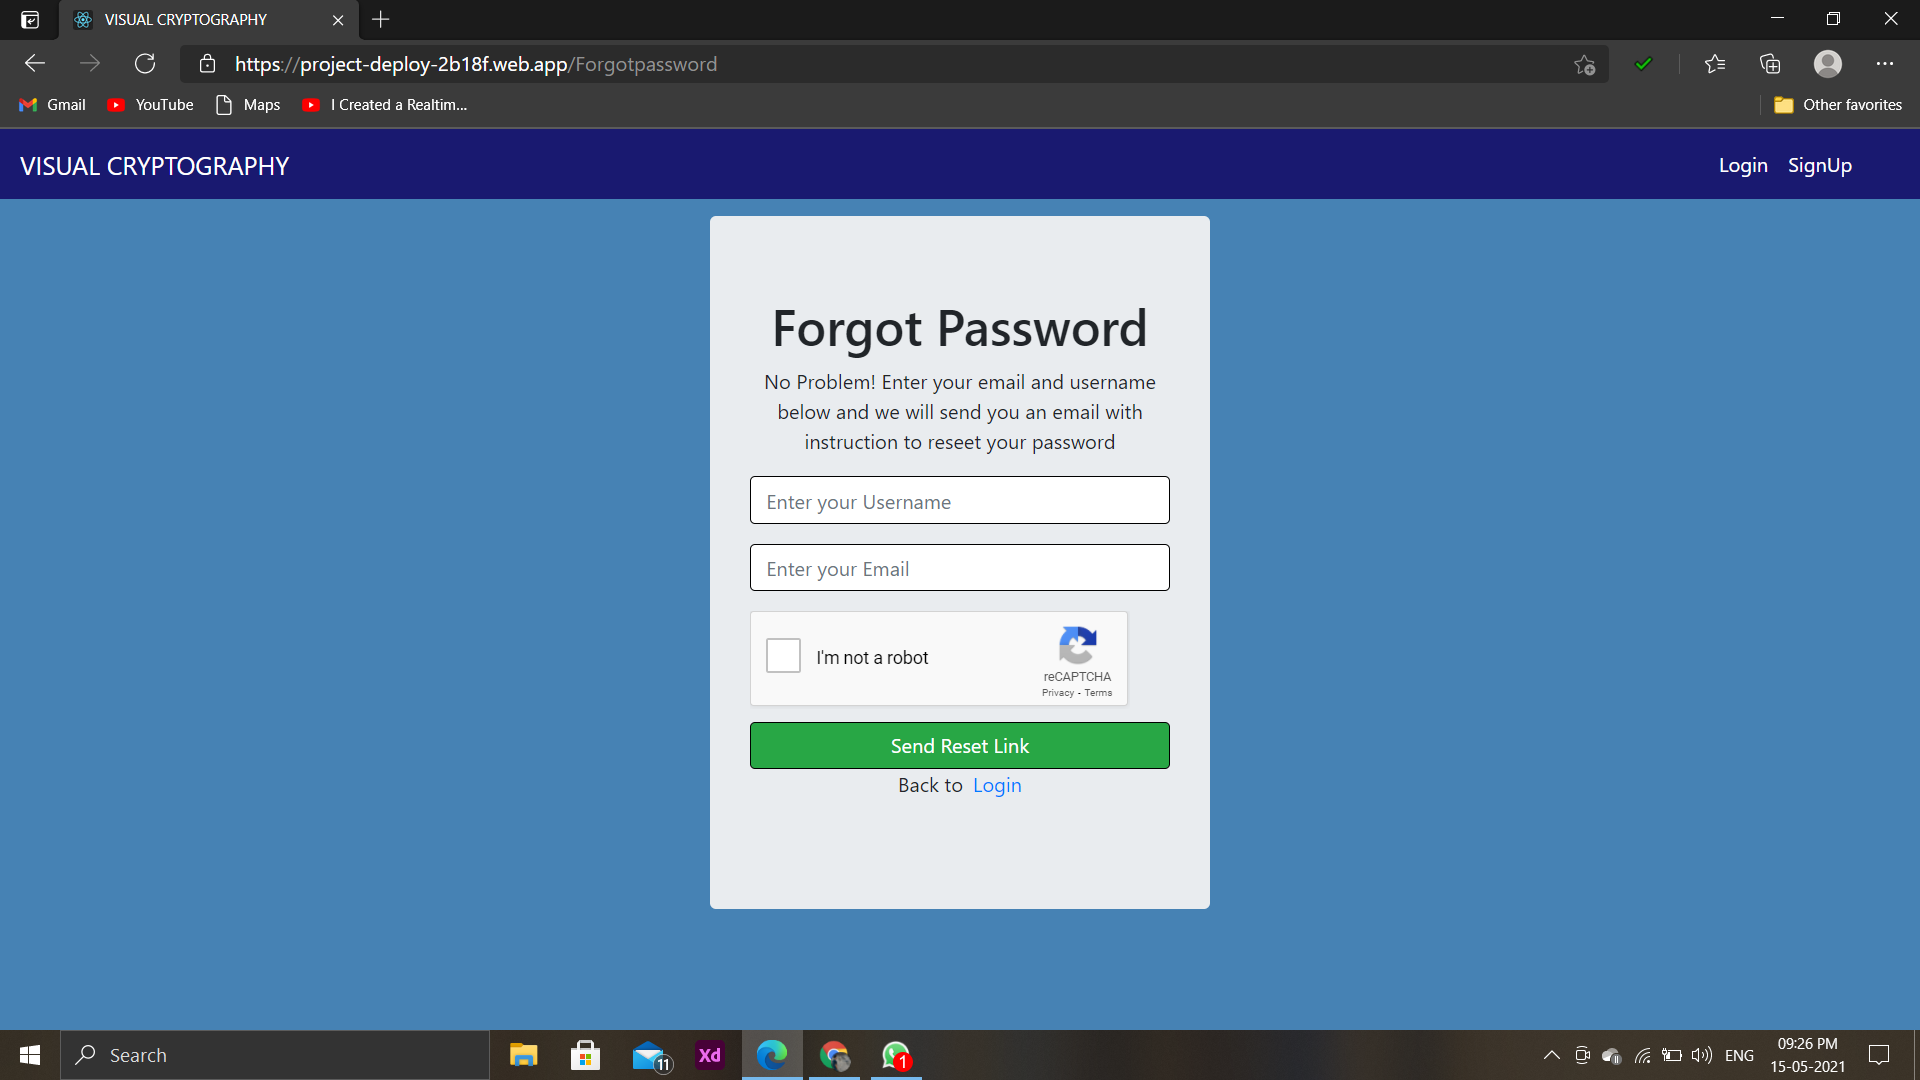 VISUAL CRYPTOGRAPHY
https://project-deploy-2b18f.web.app/Forgotpassword
Gmail YouTube Maps I Created a Realtim... Other favorites
VISUAL CRYPTOGRAPHY Login SignUp
Forgot Password
No Problem! Enter your email and username
below and we will send you an email with
instruction to reseet your password
Enter your Username
Enter your Email
I'm not a robot
reCAPTCHA
Privacy - Terms
Send Reset Link
Back to Login
Search 11 Xd 1 ENG
09:26 PM
15-05-2021